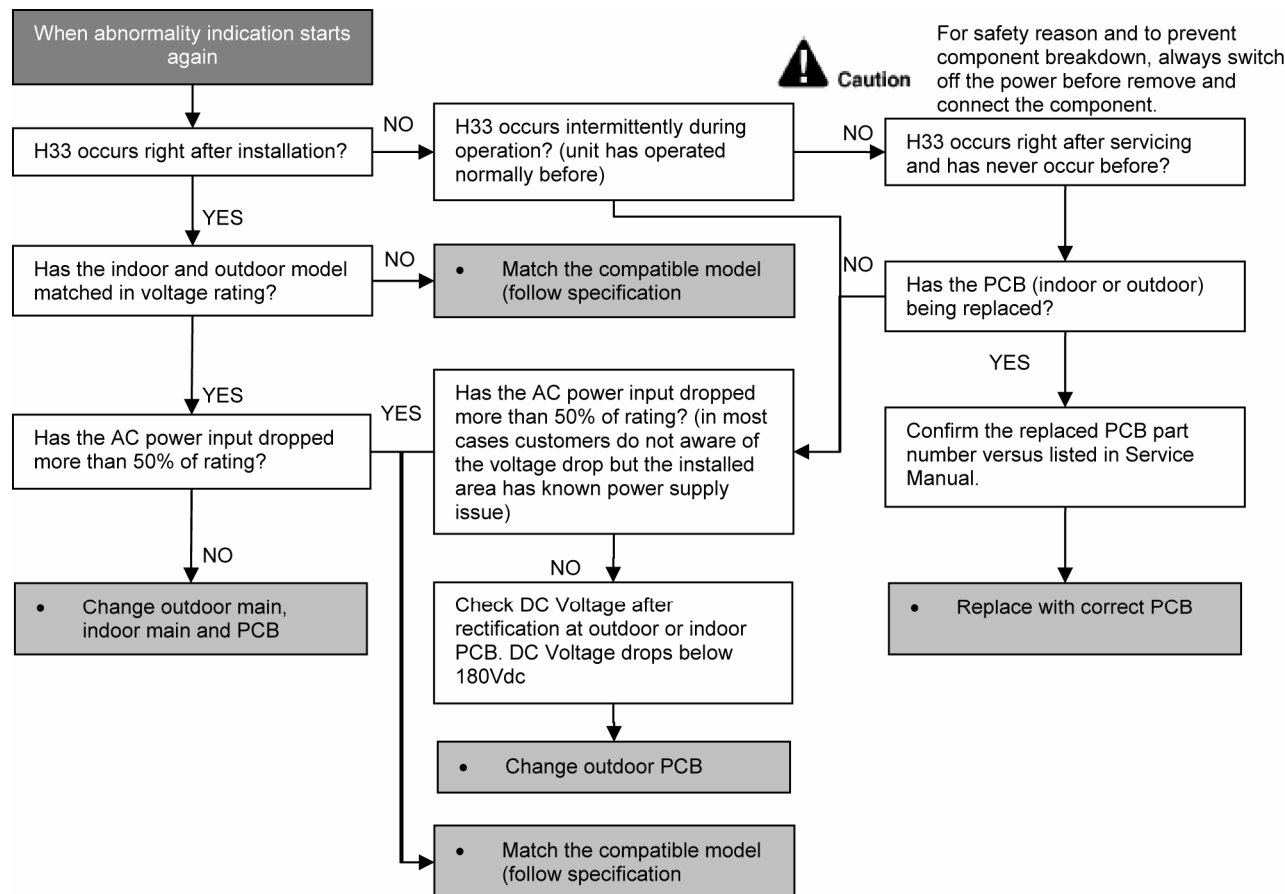 When abnormality indication starts
again
Caution
For safety reason and to prevent
component breakdown, always switch
off the power before remove and
connect the component.
H33 occurs right after installation?
NO
H33 occurs intermittently during
operation? (unit has operated
normally before)
NO
H33 occurs right after servicing
and has never occur before?
YES
Has the indoor and outdoor model
matched in voltage rating?
NO
• Match the compatible model
(follow specification
NO
Has the PCB (indoor or outdoor)
being replaced?
YES
YES
Has the AC power input dropped
more than 50% of rating?
YES
Has the AC power input dropped
more than 50% of rating? (in most
cases customers do not aware of
the voltage drop but the installed
area has known power supply
issue)
Confirm the replaced PCB part
number versus listed in Service
Manual.
NO
NO
• Change outdoor main,
indoor main and PCB
Check DC Voltage after
rectification at outdoor or indoor
PCB. DC Voltage drops below
180Vdc
• Replace with correct PCB
• Change outdoor PCB
• Match the compatible model
(follow specification